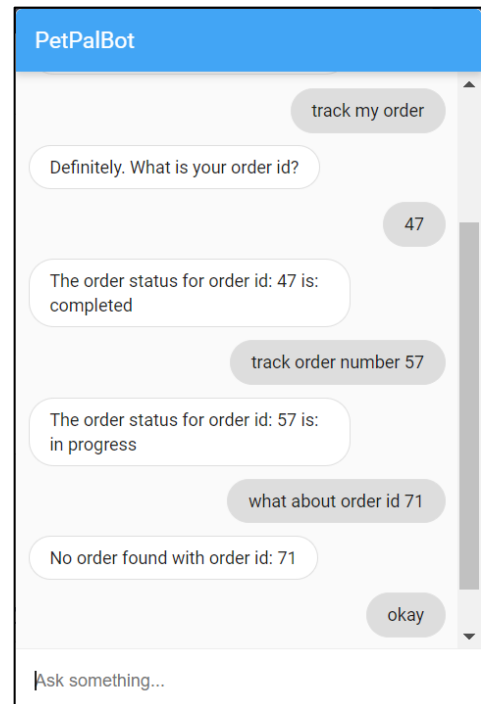 PetPalBot
track my order
Definitely. What is your order id?
47
The order status for order id: 47 is:
completed
track order number 57
The order status for order id: 57 is:
in progress
what about order id 71
No order found with order id: 71
okay
Ask something...